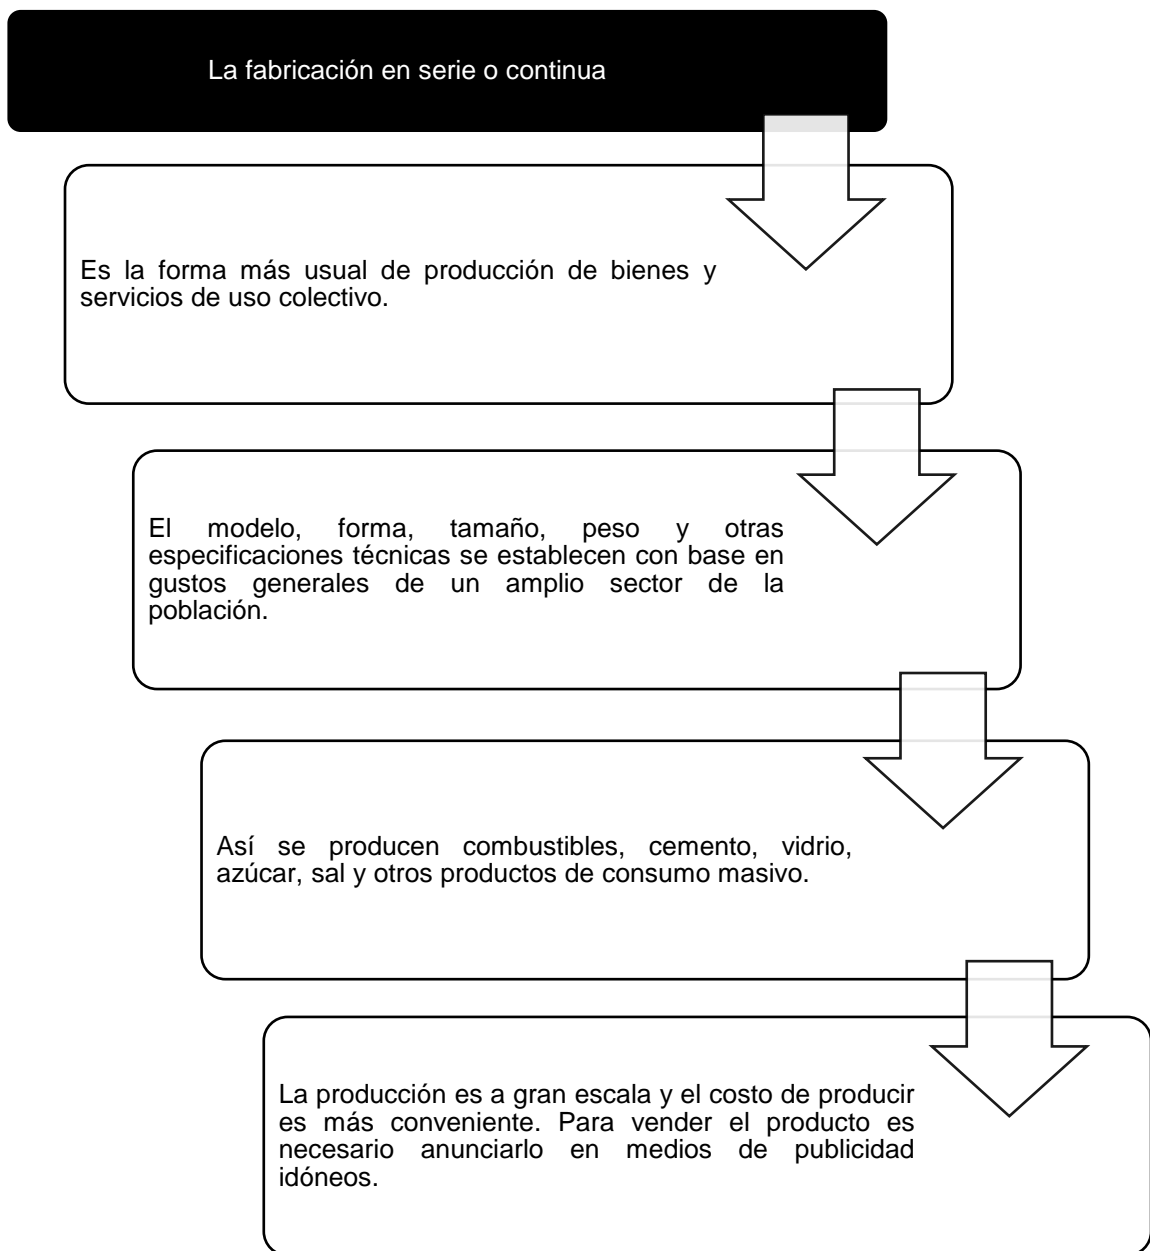 La fabricación en serie o continua
Es la forma más usual de producción de bienes y
servicios de uso colectivo.
El modelo, forma, tamaño, peso y otras
especificaciones técnicas se establecen con base en
gustos generales de un amplio sector de la
población.
Así se producen combustibles, cemento, vidrio,
azúcar, sal y otros productos de consumo masivo.
La producción es a gran escala y el costo de producir
es más conveniente. Para vender el producto es
necesario anunciarlo en medios de publicidad
idóneos.